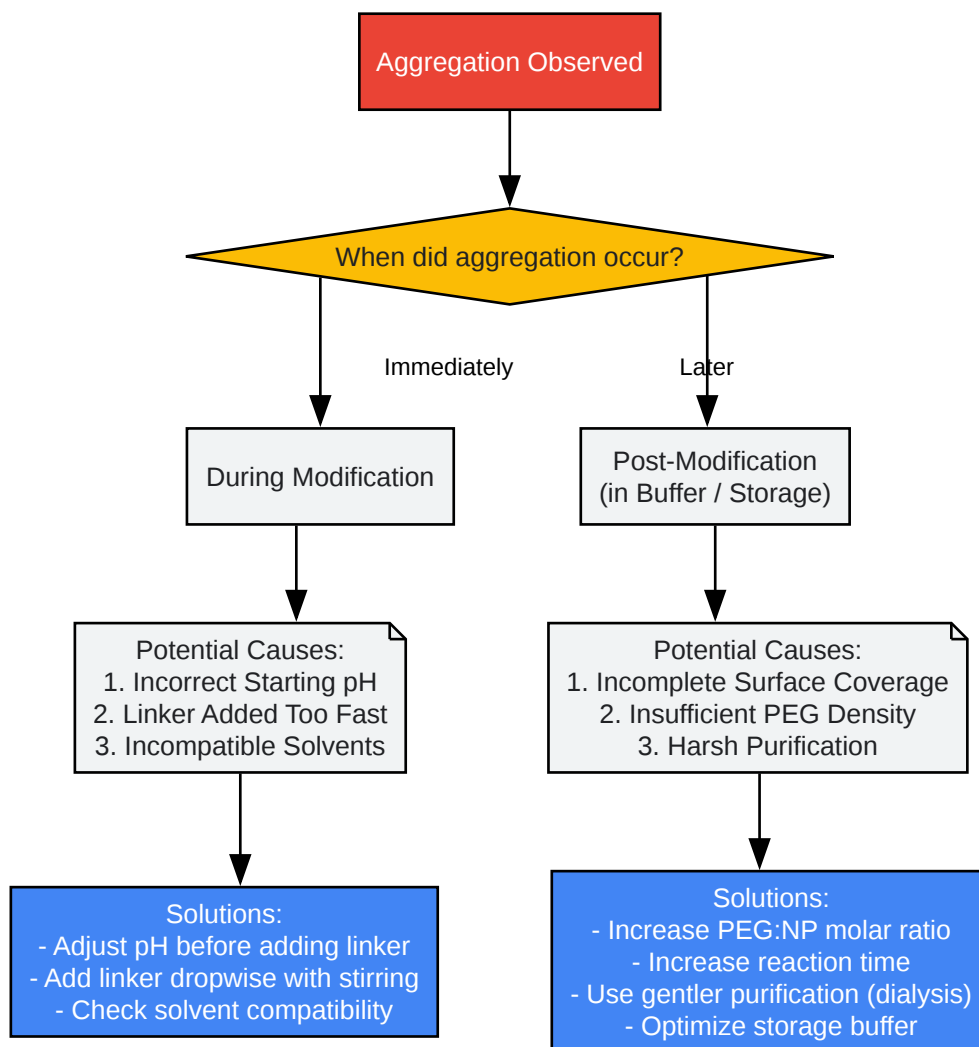 Aggregation Observed
When did aggregation occur?
Immediately
Later
During Modification
Post-Modification
(in Buffer / Storage)
Potential Causes:
1. Incorrect Starting pH
2. Linker Added Too Fast
3. Incompatible Solvents
Potential Causes:
1. Incomplete Surface Coverage
2. Insufficient PEG Density
3. Harsh Purification
Solutions:
- Adjust pH before adding linker
- Add linker dropwise with stirring
- Check solvent compatibility
Solutions:
- Increase PEG:NP molar ratio
- Increase reaction time
- Use gentler purification (dialysis)
- Optimize storage buffer